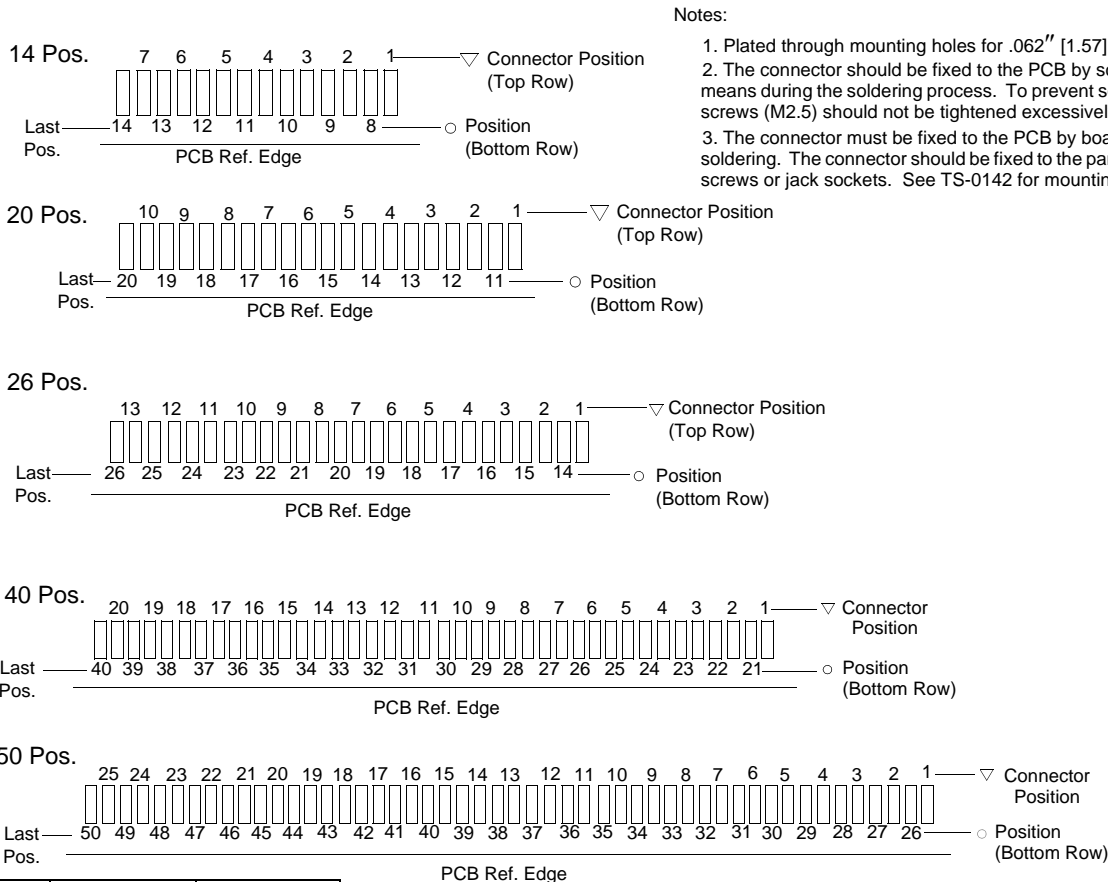 Notes:
1. Plated through mounting holes for .062″ [1.57]
2. The connector should be fixed to the PCB by
means during the soldering process. To prevent
screws (M2.5) should not be tightened
3. The connector must be fixed to the PCB by
soldering. The connector should be fixed to the
screws or jack sockets. See TS-0142 for
14 Pos.
7 6 5 4 3 2 1 ▽ Connector Position
(Top Row)
Last Pos. 14 13 12 11 10 9 8 ○ Position
(Bottom Row)
PCB Ref. Edge
20 Pos.
10 9 8 7 6 5 4 3 2 1 ▽ Connector Position
(Top Row)
Last Pos. 20 19 18 17 16 15 14 13 12 11 ○ Position
(Bottom Row)
PCB Ref. Edge
26 Pos.
13 12 11 10 9 8 7 6 5 4 3 2 1 ▽ Connector Position
(Top Row)
Last Pos. 26 25 24 23 22 21 20 19 18 17 16 15 14 ○ Position
(Bottom Row)
PCB Ref. Edge
40 Pos.
20 19 18 17 16 15 14 13 12 11 10 9 8 7 6 5 4 3 2 1 ▽ Connector
Position
Last Pos. 40 39 38 37 36 35 34 33 32 31 30 29 28 27 26 25 24 23 22 21 ○ Position
(Bottom Row)
PCB Ref. Edge
50 Pos.
25 24 23 22 21 20 19 18 17 16 15 14 13 12 11 10 9 8 7 6 5 4 3 2 1 ▽ Connector
Position
Last Pos. 50 49 48 47 46 45 44 43 42 41 40 39 38 37 36 35 34 33 32 31 30 29 28 27 26 ○ Position
(Bottom Row)
PCB Ref. Edge